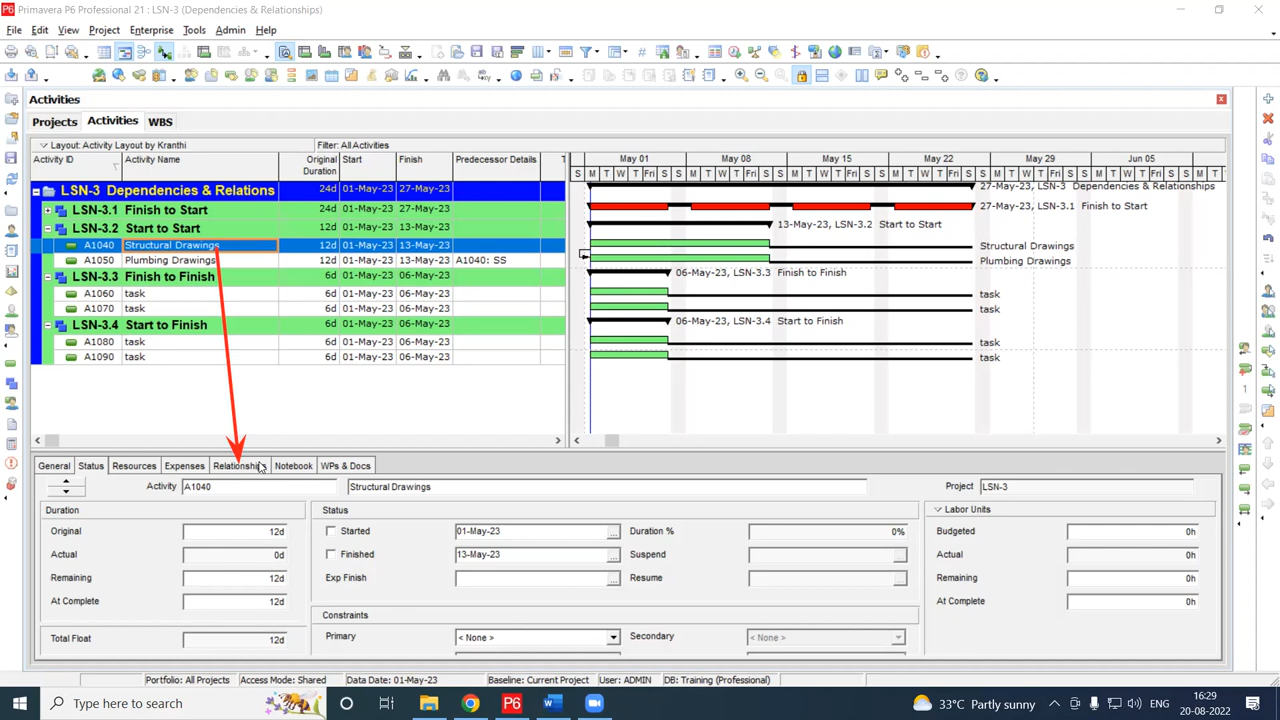 Primavera P6 Professional 21 : LSN-3 (Dependencies & Relationships)
File Edit View Project Enterprise Tools Admin Help
Activities
Projects Activities WBS
Layout: Activity Layout by Kranthi Filter: All Activities
Activity ID Activity Name Original Duration Start Finish Predecessor Details T
May 01 May 08 May 15 May 22 May 29 Jun 05
S M T W T Fri S S M T W T Fri S S M T W T Fri S S M T W T Fri S S M T W T Fri S S M T W T Fri S S
LSN-3 Dependencies & Relations 24d 01-May-23 27-May-23 27-May-23, LSN-3 Dependencies & Relationships
LSN-3.1 Finish to Start 24d 01-May-23 27-May-23 27-May-23, LSN-3.1 Finish to Start
LSN-3.2 Start to Start 12d 01-May-23 13-May-23 13-May-23, LSN-3.2 Start to Start
A1040 Structural Drawings 12d 01-May-23 13-May-23 Structural Drawings
A1050 Plumbing Drawings 12d 01-May-23 13-May-23 A1040: SS Plumbing Drawings
LSN-3.3 Finish to Finish 6d 01-May-23 06-May-23 06-May-23, LSN-3.3 Finish to Finish
A1060 task 6d 01-May-23 06-May-23 task
A1070 task 6d 01-May-23 06-May-23 task
LSN-3.4 Start to Finish 6d 01-May-23 06-May-23 06-May-23, LSN-3.4 Start to Finish
A1080 task 6d 01-May-23 06-May-23 task
A1090 task 6d 01-May-23 06-May-23 task
General Status Resources Expenses Relationships Notebook WPs & Docs
Activity A1040 Structural Drawings Project LSN-3
Duration Status Labor Units
Original 12d Started 01-May-23 Duration % 0% Budgeted 0h
Actual 0d Finished 13-May-23 Suspend Actual 0h
Remaining 12d Exp Finish Resume Remaining 0h
At Complete 12d At Complete 0h
Constraints
Total Float 12d Primary < None > Secondary < None >
Portfolio: All Projects Access Mode: Shared Data Date: 01-May-23 Baseline: Current Project User: ADMIN DB: Training (Professional)
Type here to search 33°C Partly sunny ENG 16:29
20-08-2022